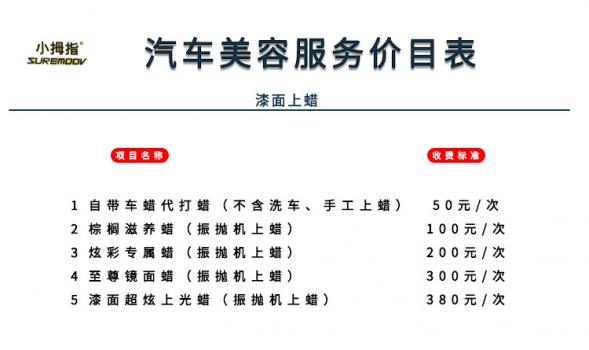 小拇指®
SUREMOOV
汽车美容服务价目表
漆面上蜡
项目名称 收费标准
1 自带车蜡代打蜡（不含洗车、手工上蜡） 50元/次
2 棕榈滋养蜡（振抛机上蜡） 100元/次
3 炫彩专属蜡（振抛机上蜡） 200元/次
4 至尊镜面蜡（振抛机上蜡） 300元/次
5 漆面超炫上光蜡（振抛机上蜡） 380元/次